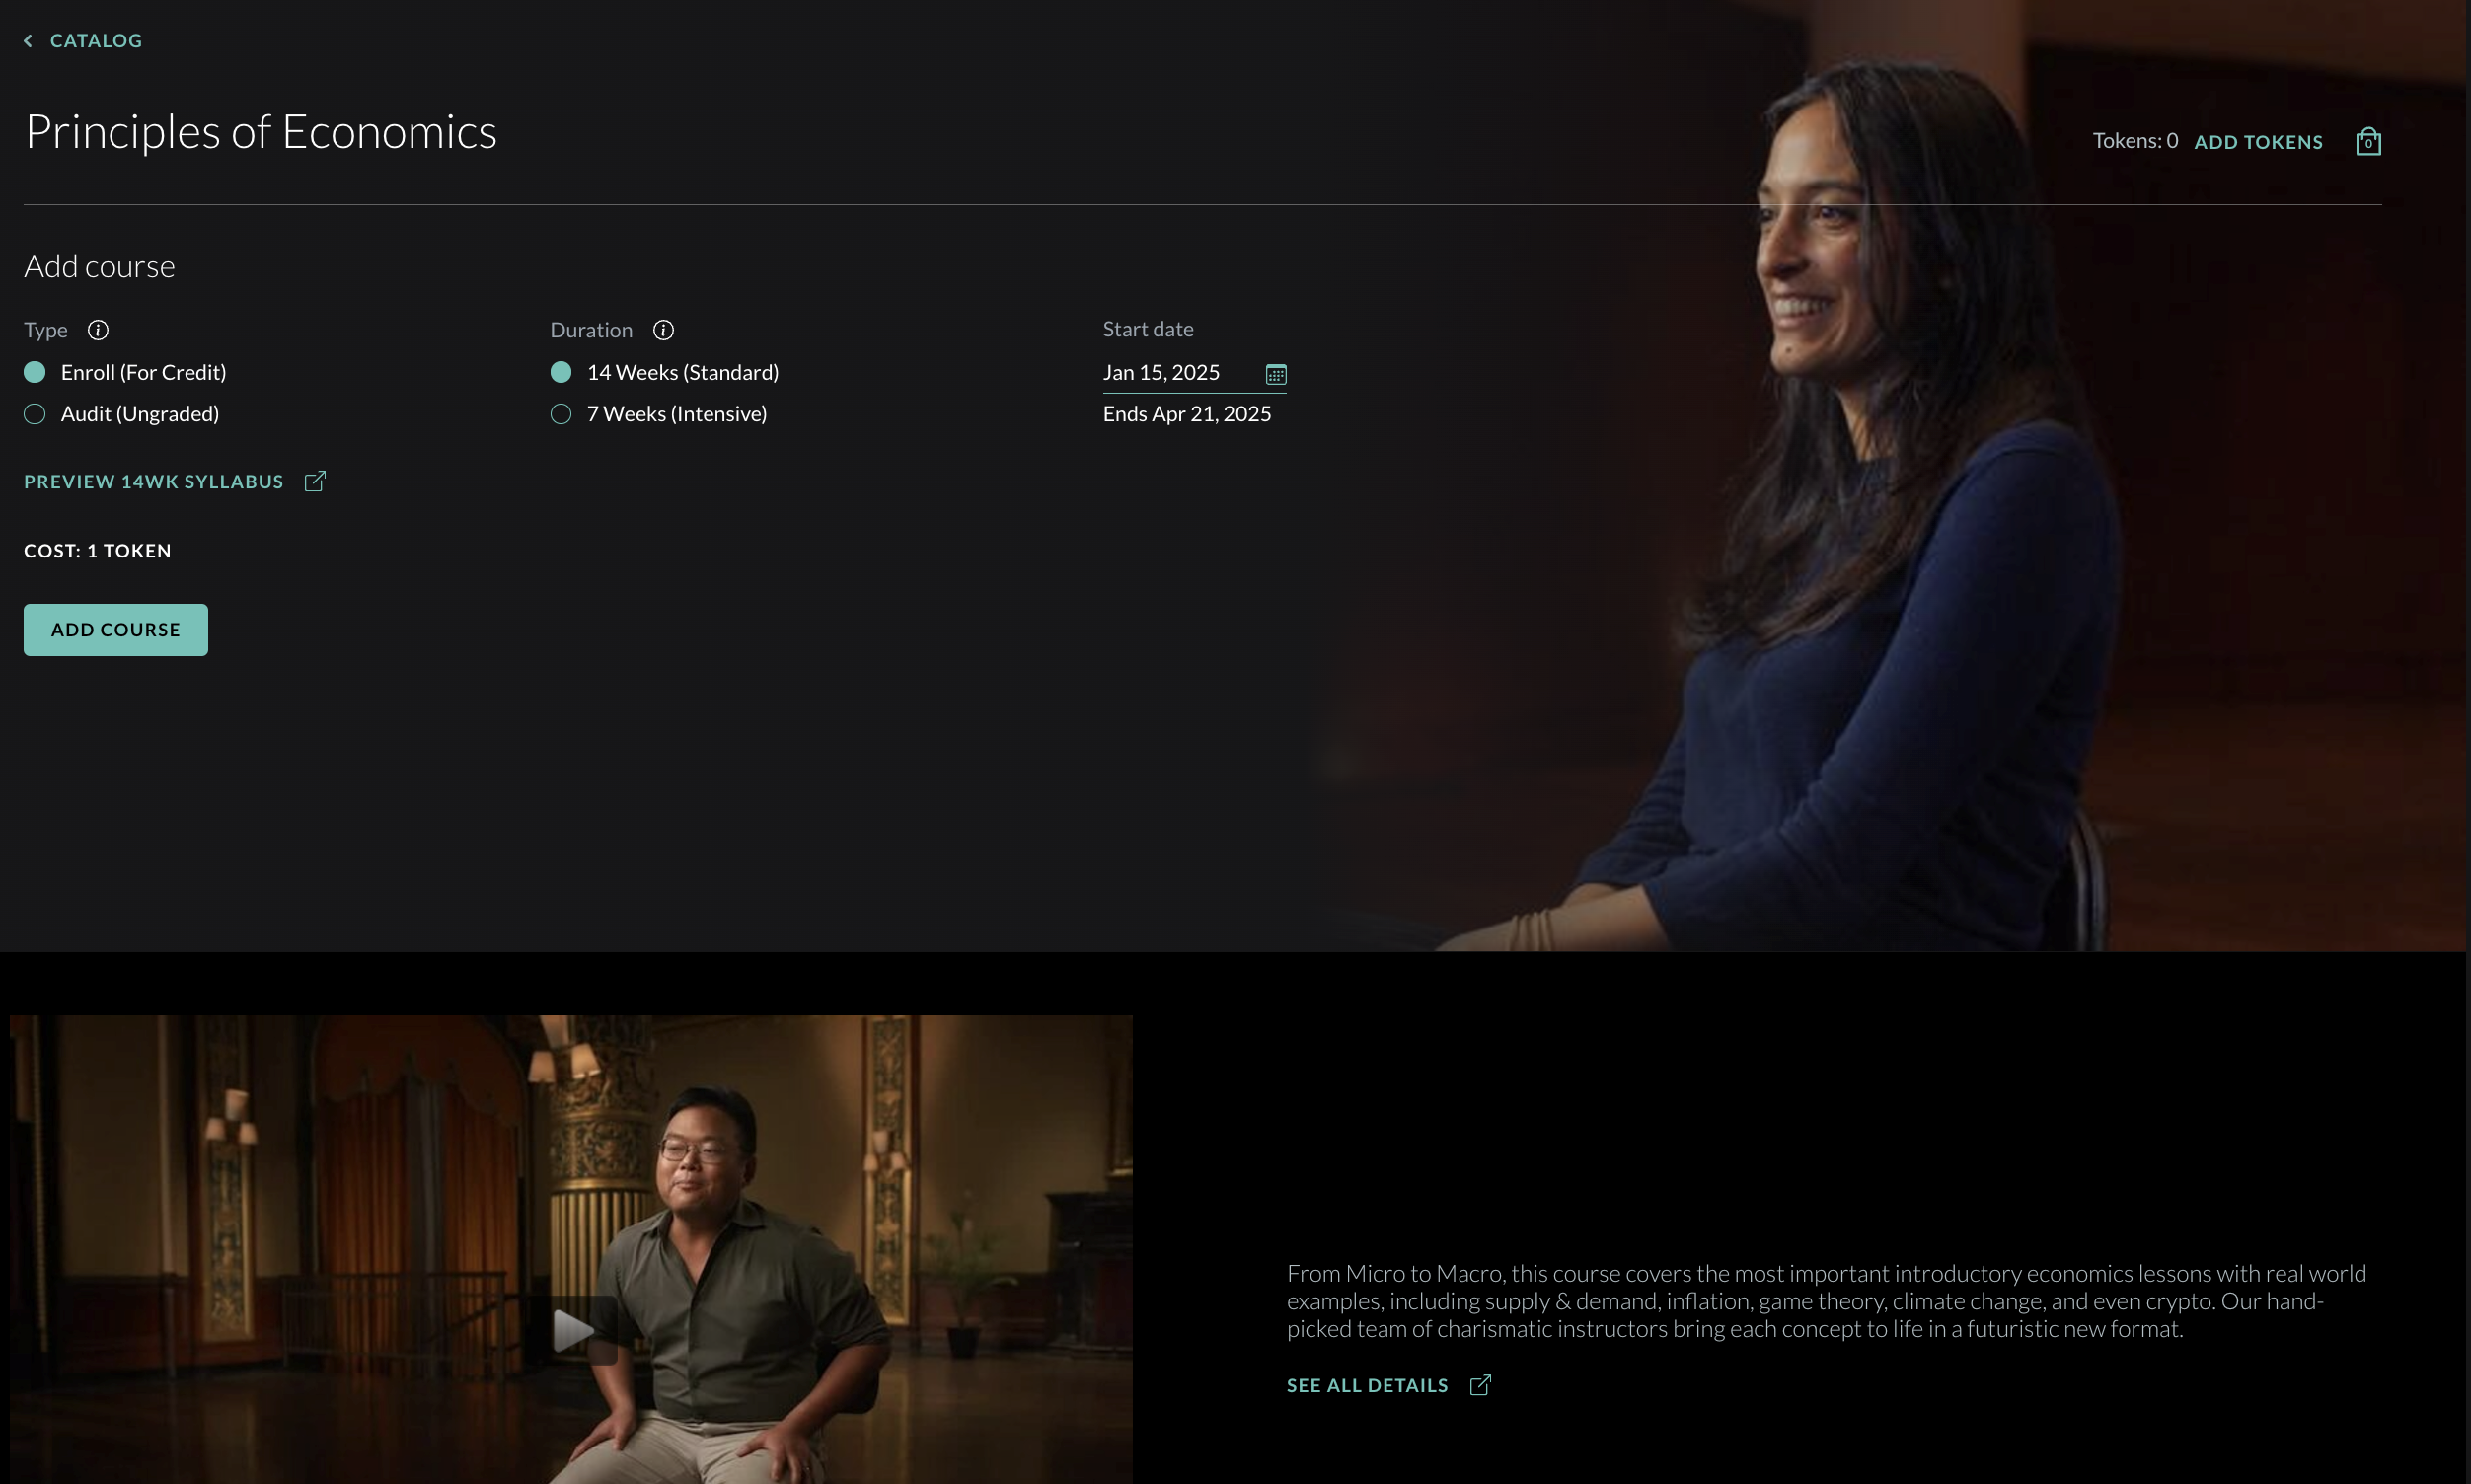 CATALOG
Principles of Economics
Tokens: 0 ADD TOKENS 0
Add course
Type Duration Start date
Enroll (For Credit) 14 Weeks (Standard) Jan 15, 2025
Audit (Ungraded) 7 Weeks (Intensive) Ends Apr 21, 2025
PREVIEW 14WK SYLLABUS
COST: 1 TOKEN
ADD COURSE
From Micro to Macro, this course covers the most important introductory economics lessons with real world
examples, including supply & demand, inflation, game theory, climate change, and even crypto. Our hand-
picked team of charismatic instructors bring each concept to life in a futuristic new format.
SEE ALL DETAILS